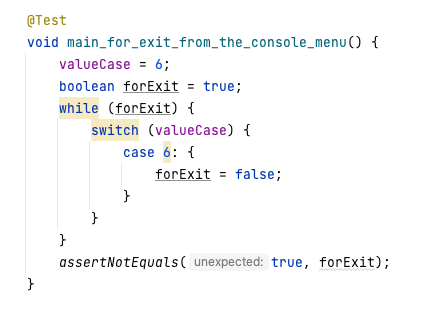 @Test
void main_for_exit_from_the_console_menu() {
    valueCase = 6;
    boolean forExit = true;
    while (forExit) {
        switch (valueCase) {
            case 6: {
                forExit = false;
            }
        }
    }
    assertNotEquals( unexpected: true, forExit);
}